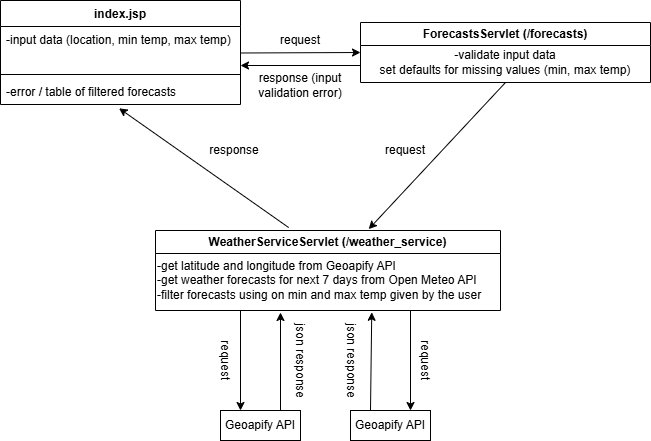 index.jsp
-input data (location, min temp, max temp)
-error / table of filtered forecasts
request
response (input
validation error)
ForecastsServlet (/forecasts)
-validate input data
set defaults for missing values (min, max temp)
response
request
WeatherServiceServlet (/weather_service)
-get latitude and longitude from Geoapify API
-get weather forecasts for next 7 days from Open Meteo API
-filter forecasts using on min and max temp given by the user
request
json response
json response
request
Geoapify API
Geoapify API